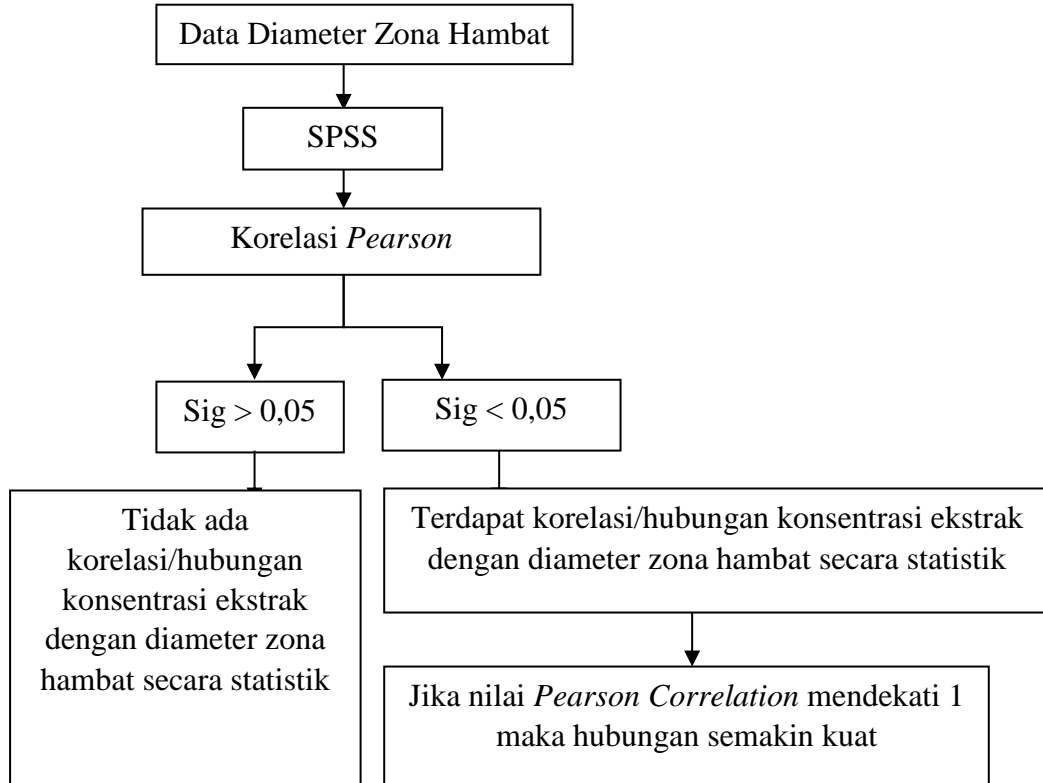 Data Diameter Zona Hambat
SPSS
Korelasi Pearson
Sig > 0,05
Sig < 0,05
Tidak ada
korelasi/hubungan
konsentrasi ekstrak
dengan diameter zona
hambat secara statistik
Terdapat korelasi/hubungan konsentrasi ekstrak
dengan diameter zona hambat secara statistik
Jika nilai Pearson Correlation mendekati 1
maka hubungan semakin kuat